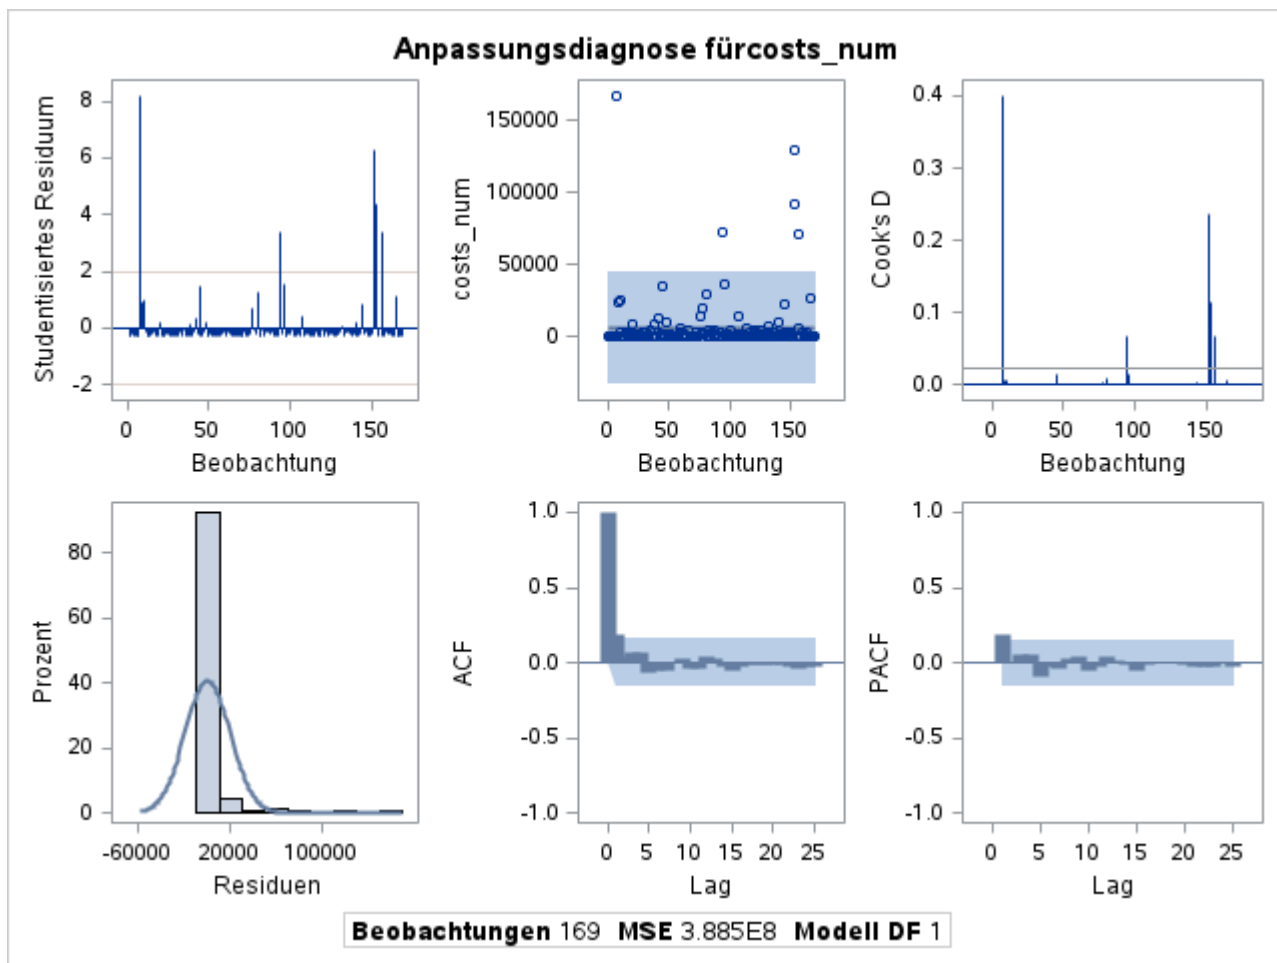 Anpassungsdiagnose fürcosts_num
Studentisiertes Residuum
8
6
4
2
0
-2
0 50 100 150
Beobachtung
costs_num
150000
100000
50000
0
0 50 100 150
Beobachtung
Cook's D
0.4
0.3
0.2
0.1
0.0
0 50 100 150
Beobachtung
Prozent
80
60
40
20
0
-60000 20000 100000
Residuen
ACF
1.0
0.5
0.0
-0.5
-1.0
0 5 10 15 20 25
Lag
PACF
1.0
0.5
0.0
-0.5
-1.0
0 5 10 15 20 25
Lag
Beobachtungen 169 MSE 3.885E8 Modell DF 1